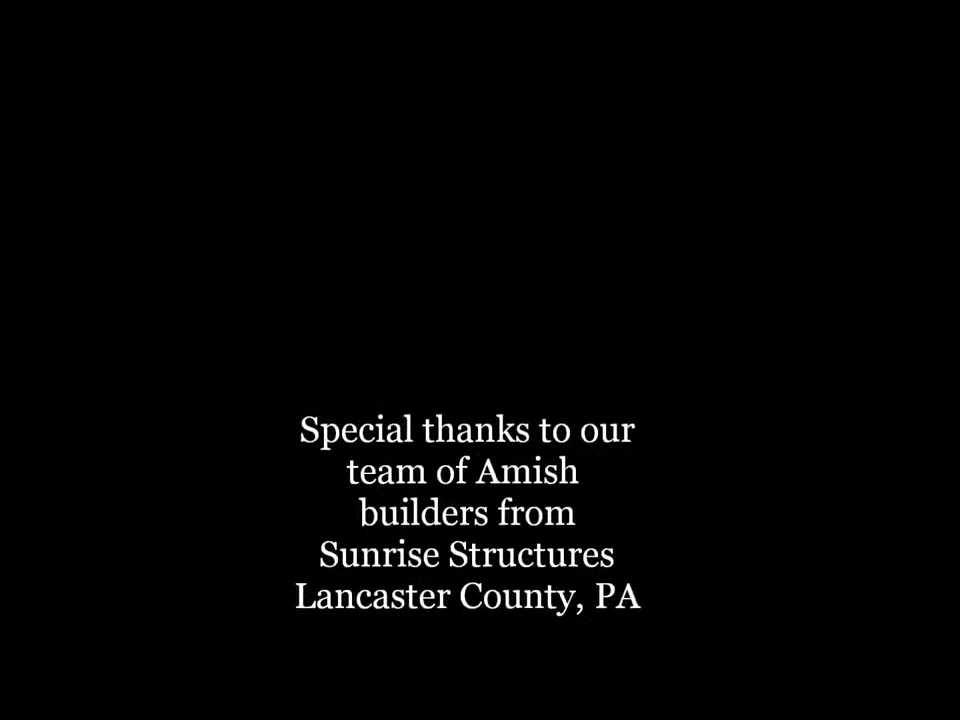 Special thanks to our
team of Amish
builders from
Sunrise Structures
Lancaster County, PA